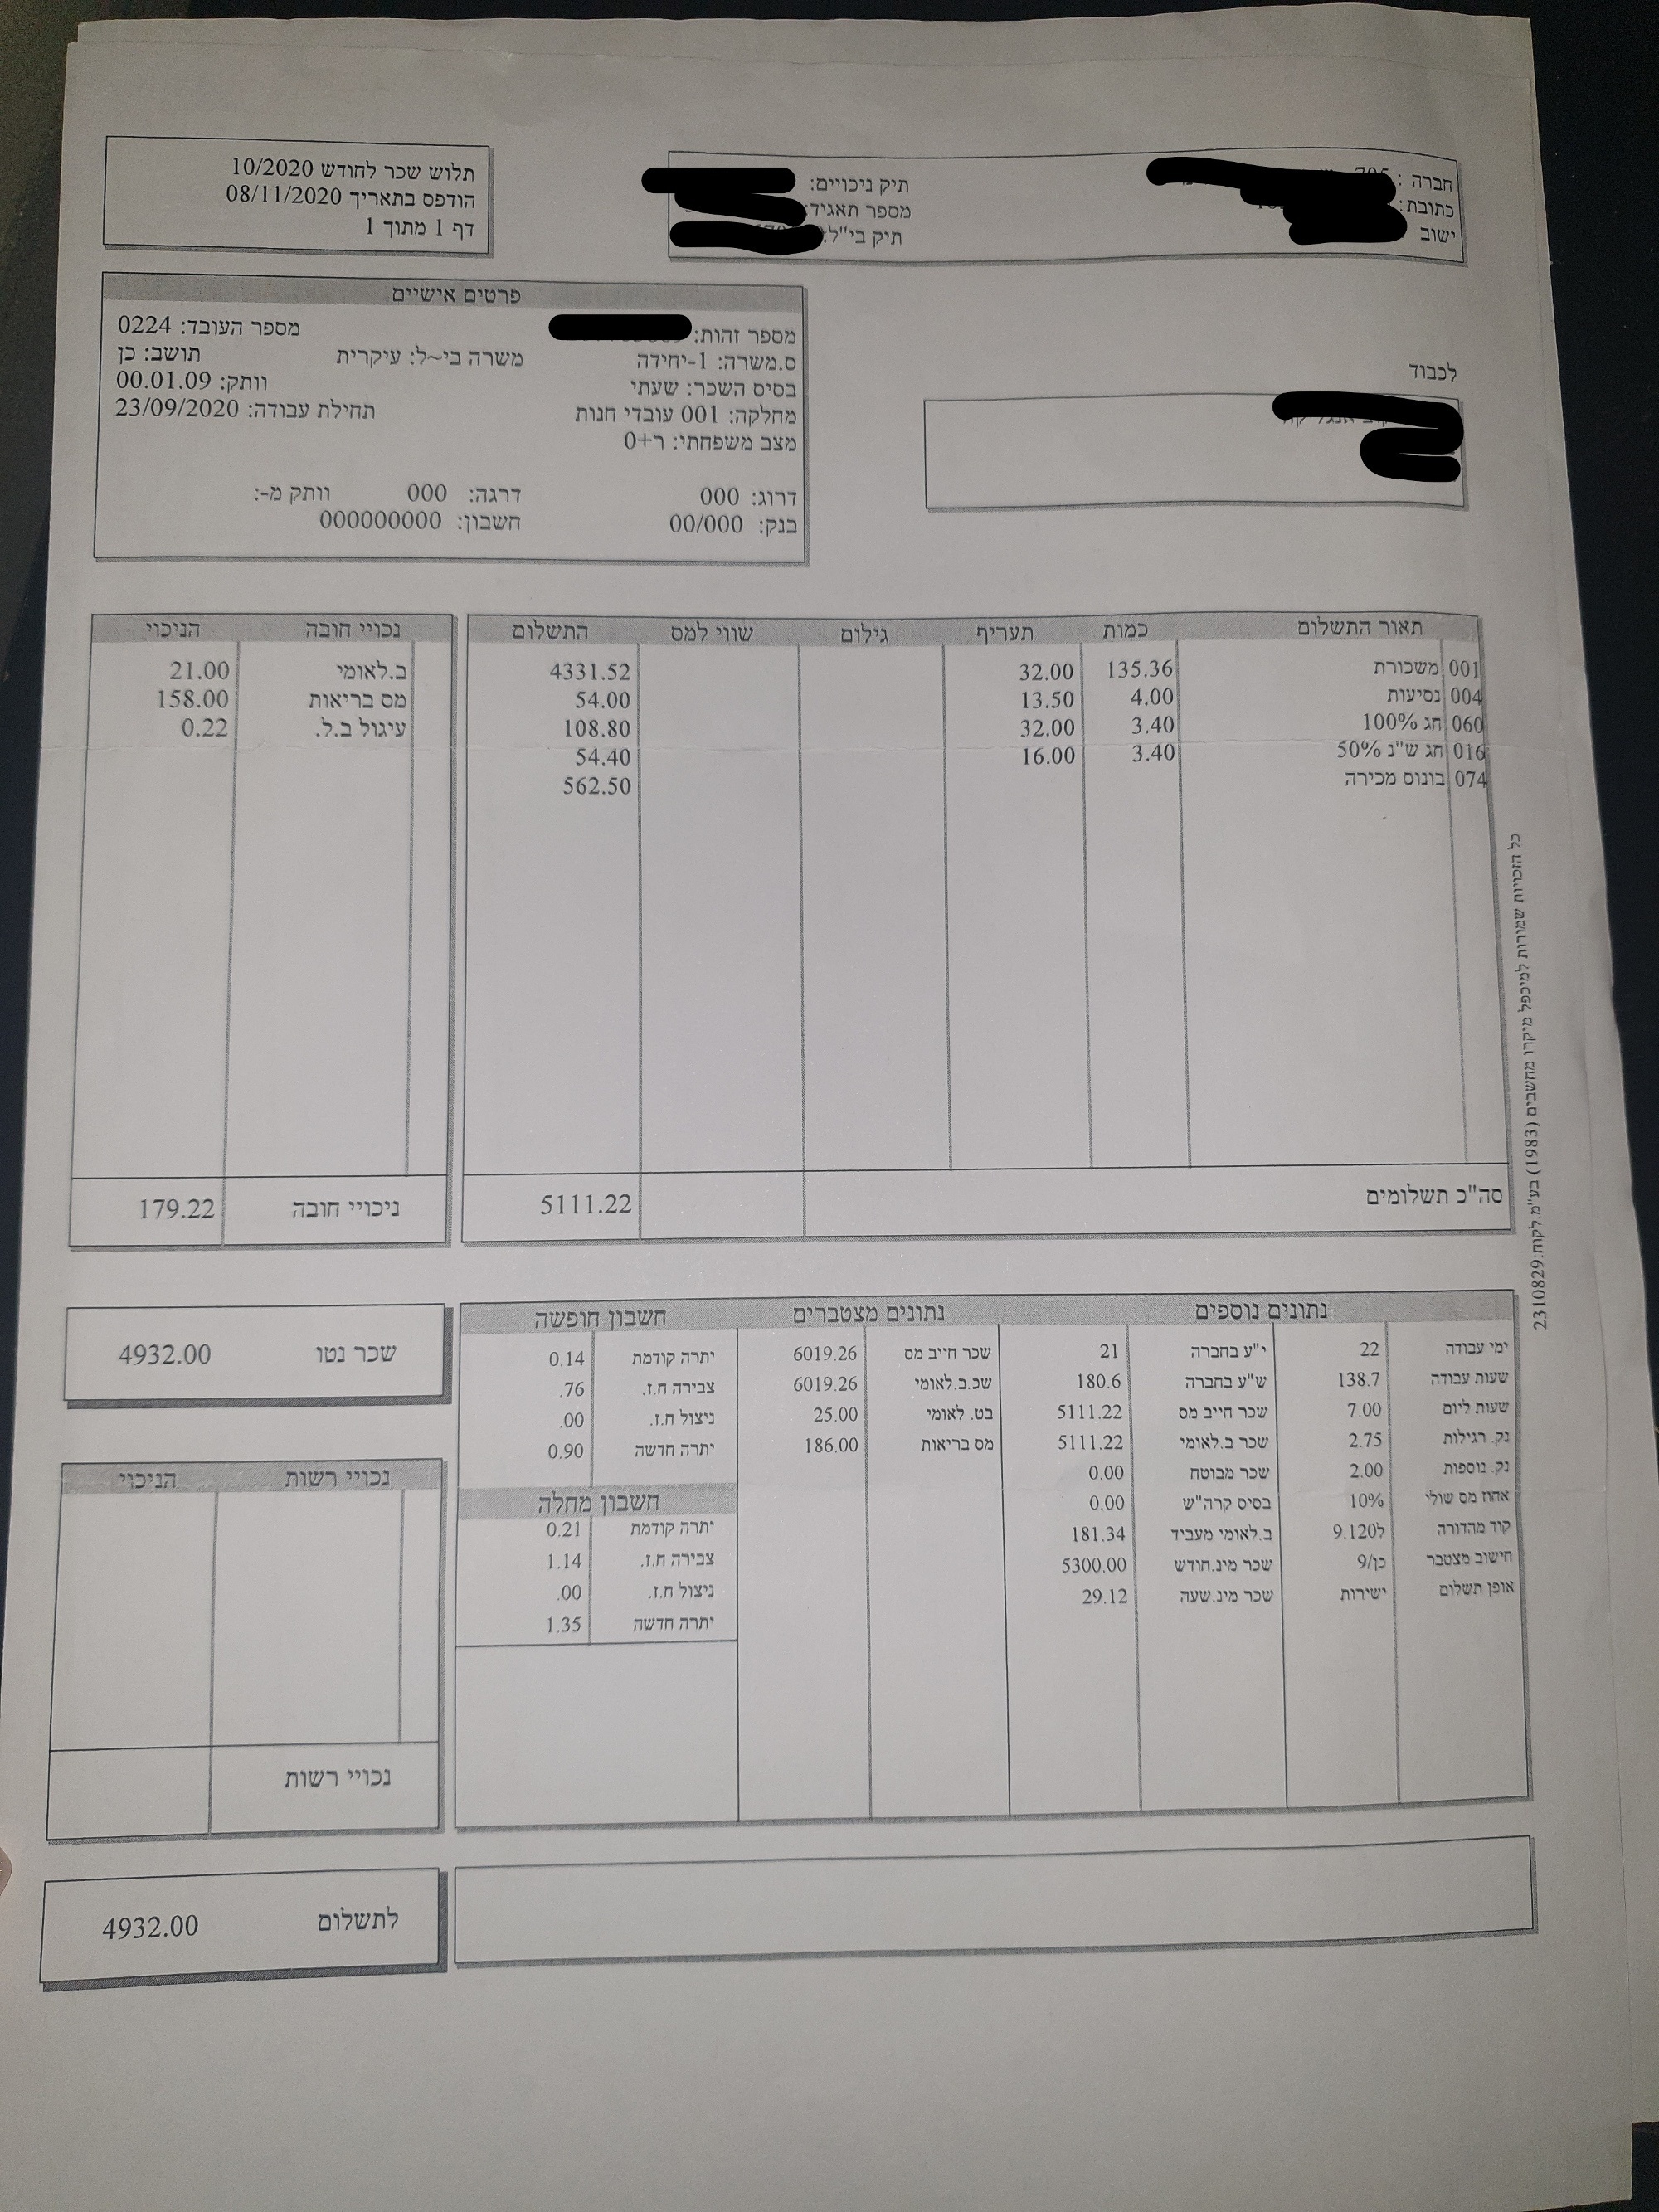 תלוש שכר לחודש 10/2020
הודפס בתאריך 08/11/2020
דף 1 מתוך 1
חברה :
כתובת:
ישוב
תיק ניכויים:
מספר תאגיד:
תיק בי"ל:
פרטים אישיים
מספר זהות: מספר העובד: 0224
ס.משרה: 1-יחידה משרה בי~ל: עיקרית תושב: כן
בסיס השכר: שעתי וותק: 00.01.09
מחלקה: 001 עובדי חנות תחילת עבודה: 23/09/2020
מצב משפחתי: ר+0
דרוג: 000 דרגה: 000 וותק מ-:
בנק: 00/000 חשבון: 000000000
לכבוד
תאור התשלום כמות תעריף גילום שווי למס התשלום
001 משכורת 135.36 32.00 4331.52
004 נסיעות 4.00 13.50 54.00
060 חג 100% 3.40 32.00 108.80
016 חג ש"נ 50% 3.40 16.00 54.40
074 בונוס מכירה 562.50
סה"כ תשלומים 5111.22
נכויי חובה הניכוי
ב.לאומי 21.00
מס בריאות 158.00
עיגול ב.ל. 0.22
ניכויי חובה 179.22
כל הזכויות שמורות למיכפל מיקרו מחשבים (1983) בע"מ.לקוח:2310829
נתונים נוספים
ימי עבודה 22 י"ע בחברה 21
שעות עבודה 138.7 ש"ע בחברה 180.6
שעות ליום 7.00 שכר חייב מס 5111.22
נק. רגילות 2.75 שכר ב.לאומי 5111.22
נק. נוספות 2.00 שכר מבוטח 0.00
אחוז מס שולי 10% בסיס קרה"ש 0.00
קוד מהדורה 9.120ל ב.לאומי מעביד 181.34
חישוב מצטבר כן/9 שכר מינ.חודש 5300.00
אופן תשלום ישירות שכר מינ.שעה 29.12
נתונים מצטברים
שכר חייב מס 6019.26
שכ.ב.לאומי 6019.26
בט. לאומי 25.00
מס בריאות 186.00
חשבון חופשה
יתרה קודמת 0.14
צבירה ח.ז. .76
ניצול ח.ז. .00
יתרה חדשה 0.90
חשבון מחלה
יתרה קודמת 0.21
צבירה ח.ז. 1.14
ניצול ח.ז. .00
יתרה חדשה 1.35
שכר נטו 4932.00
נכויי רשות הניכוי
נכויי רשות
לתשלום 4932.00